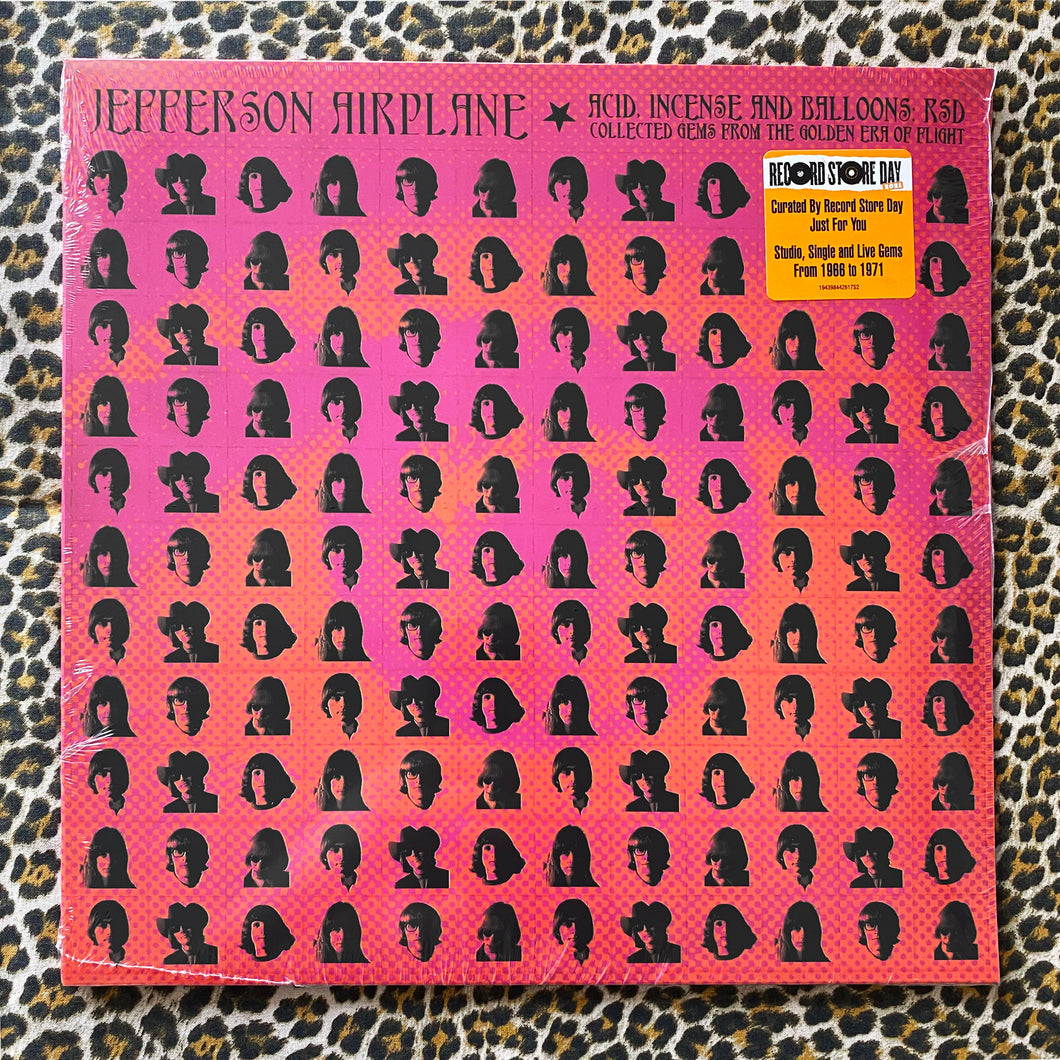 JEFFERSON AIRPLANE ★ ACID, INCENSE AND BALLOONS: RSD
COLLECTED GEMS FROM THE GOLDEN ERA OF FLIGHT
RECORD STORE DAY
Curated By Record Store Day
Just For You
Studio, Single and Live Gems
From 1966 to 1971
19439844261752